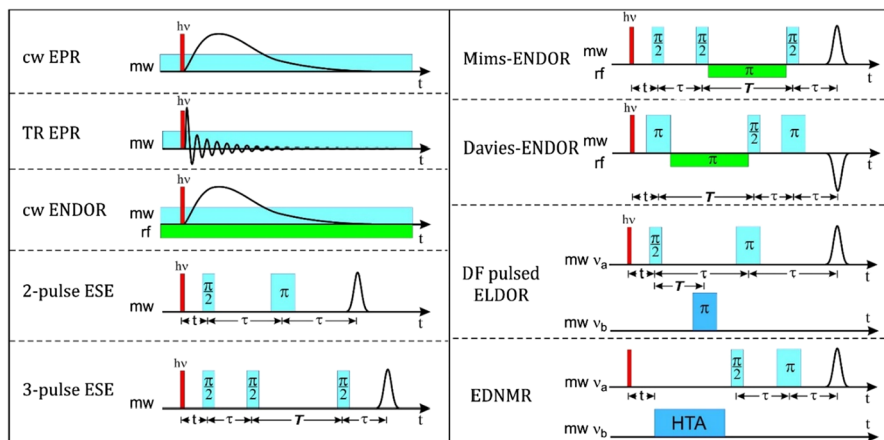 hν
cw EPR
mw
t
hν
TR EPR
mw
t
hν
cw ENDOR
mw
rf
t
hν
2-pulse ESE
π/2
π
mw
t
t
τ
τ
hν
3-pulse ESE
π/2
π/2
π/2
mw
t
t
τ
T
τ
hν
Mims-ENDOR
π/2
π/2
π/2
mw
rf
π
t
t
τ
T
τ
hν
Davies-ENDOR
π
π/2
π
mw
rf
π
t
t
T
τ
τ
hν
DF pulsed
ELDOR
mw νa
π/2
π
t
t
τ
τ
T
mw νb
π
t
hν
EDNMR
mw νa
π/2
π
t
t
τ
τ
mw νb
HTA
t